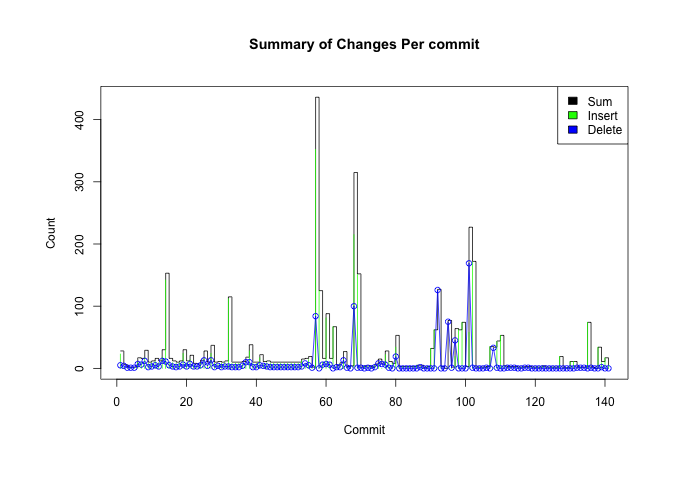 Summary of Changes Per commit
Sum
Insert
Delete
Count
400
300
200
100
0
0 20 40 60 80 100 120 140
Commit